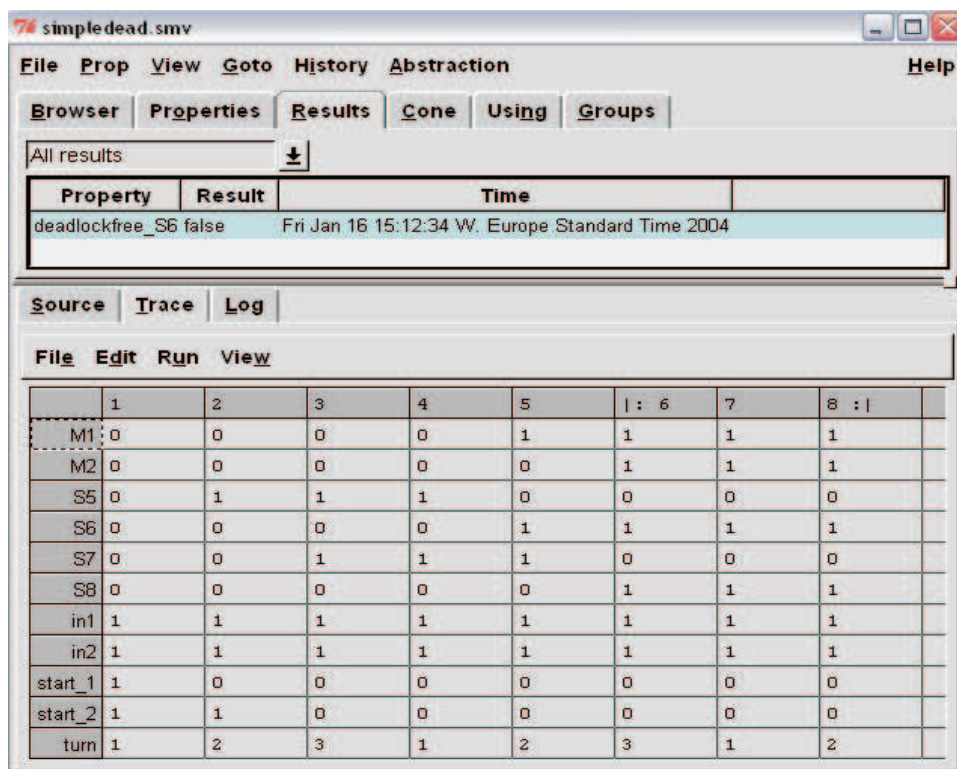 simpledead.smv
File Prop View Goto History Abstraction Help
Browser Properties Results Cone Using Groups
All results
Property Result Time
deadlockfree_S6 false Fri Jan 16 15:12:34 W. Europe Standard Time 2004
Source Trace Log
File Edit Run View
1 2 3 4 5 |: 6 7 8 :|
M1 0 0 0 0 1 1 1 1
M2 0 0 0 0 0 1 1 1
S5 0 1 1 1 0 0 0 0
S6 0 0 0 0 1 1 1 1
S7 0 0 1 1 1 0 0 0
S8 0 0 0 0 0 1 1 1
in1 1 1 1 1 1 1 1 1
in2 1 1 1 1 1 1 1 1
start_1 1 0 0 0 0 0 0 0
start_2 1 1 0 0 0 0 0 0
turn 1 2 3 1 2 3 1 2